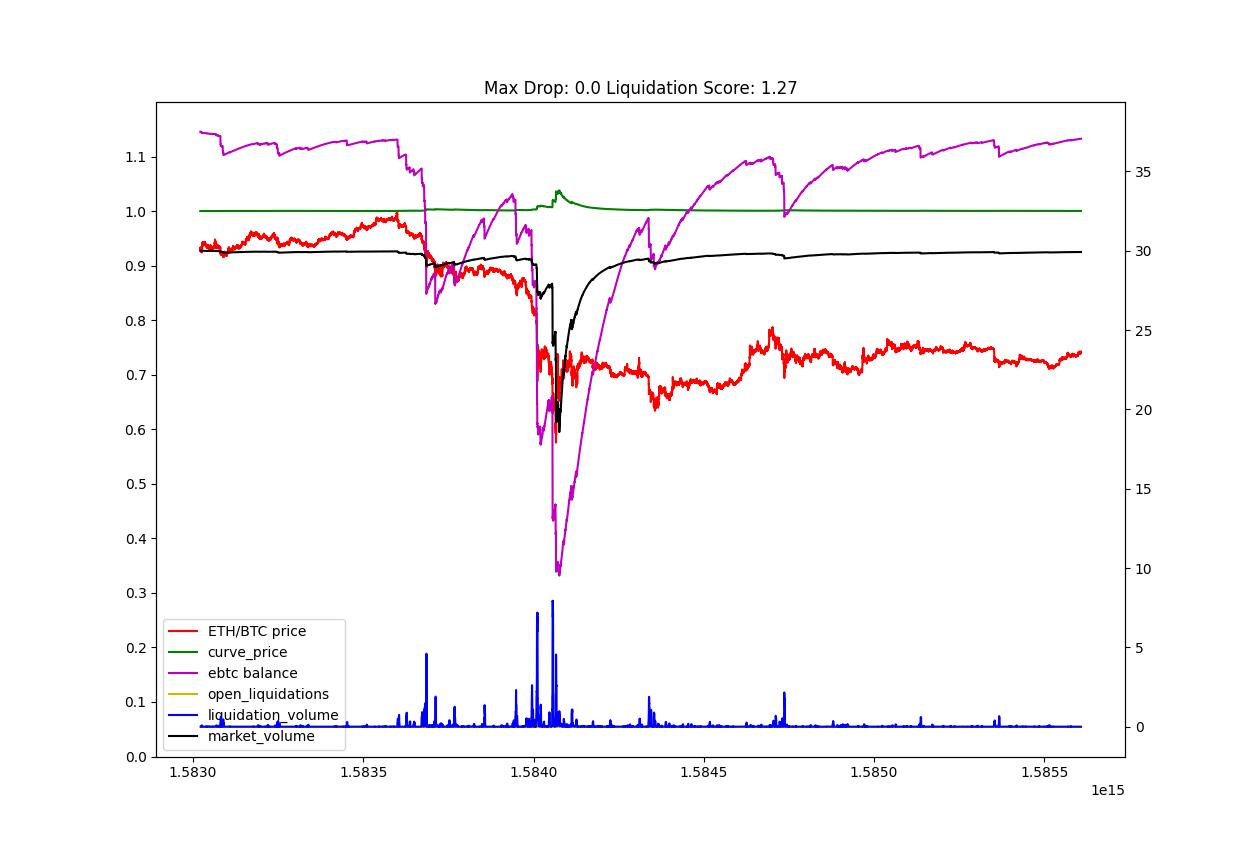 Max Drop: 0.0 Liquidation Score: 1.27
1.1
1.0
0.9
0.8
0.7
0.6
0.5
0.4
0.3
0.2
0.1
0.0
35
30
25
20
15
10
5
0
ETH/BTC price
curve_price
ebtc balance
open_liquidations
liquidation_volume
market_volume
1.5830 1.5835 1.5840 1.5845 1.5850 1.5855
1e15